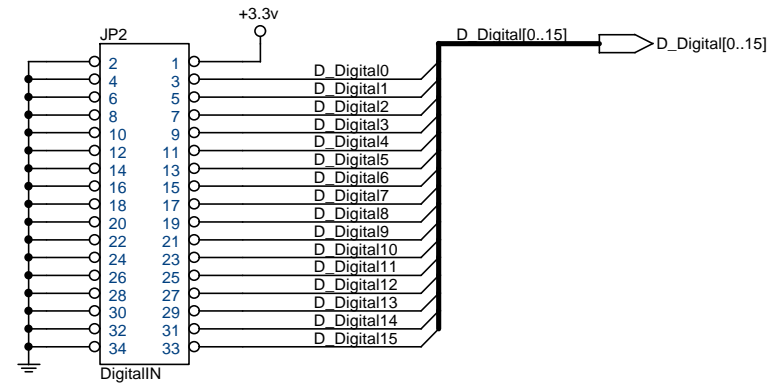 +3.3v
JP2
D_Digital[0..15]
D_Digital[0..15]
2 1
D_Digital0
4 3
D_Digital1
6 5
D_Digital2
8 7
D_Digital3
10 9
D_Digital4
12 11
D_Digital5
14 13
D_Digital6
16 15
D_Digital7
18 17
D_Digital8
20 19
D_Digital9
22 21
D_Digital10
24 23
D_Digital11
26 25
D_Digital12
28 27
D_Digital13
30 29
D_Digital14
32 31
D_Digital15
34 33
DigitalIN